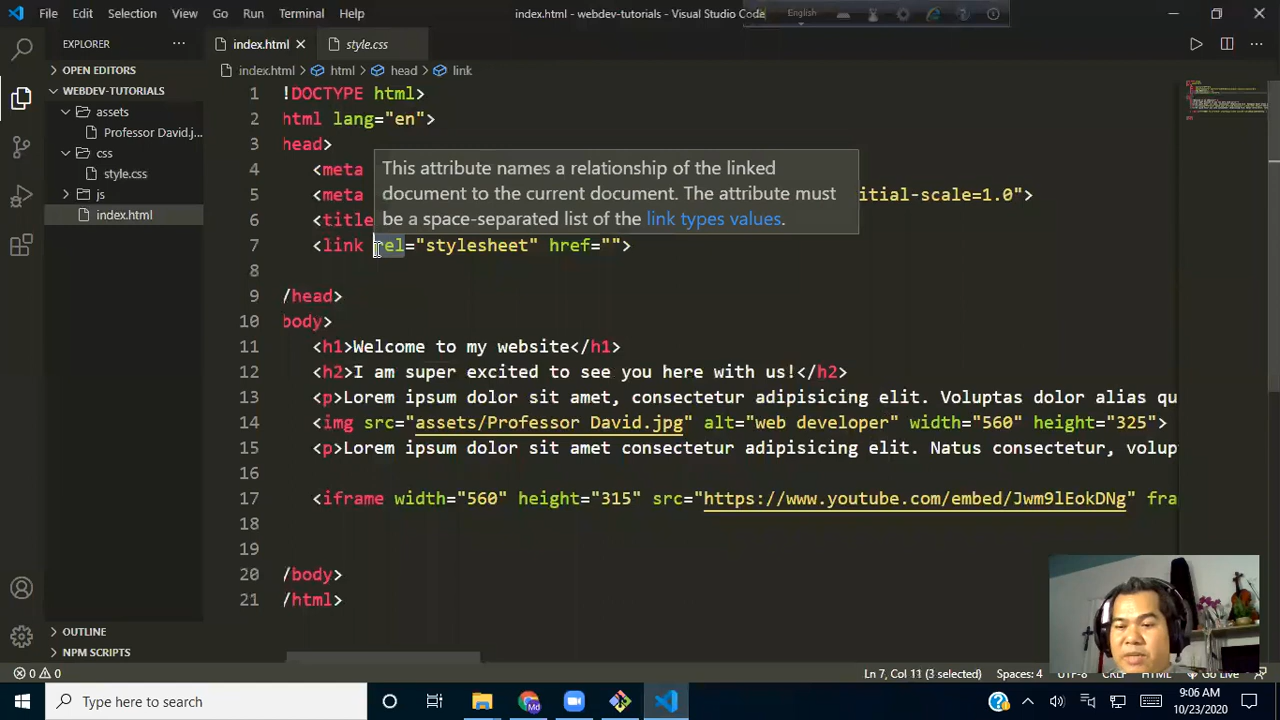 File Edit Selection View Go Run Terminal Help
index.html - webdev-tutorials - Visual Studio Code
English
EXPLORER
index.html
style.css
OPEN EDITORS
index.html > html > head > link
WEBDEV-TUTORIALS
assets
Professor David.j...
css
style.css
js
index.html
OUTLINE
NPM SCRIPTS
1 !DOCTYPE html>
2 html lang="en">
3 head>
4 <meta
This attribute names a relationship of the linked
document to the current document. The attribute must
be a space-separated list of the link types values.
5 <meta itial-scale=1.0">
6 <title
7 <link rel="stylesheet" href="">
8
9 /head>
10 body>
11 <h1>Welcome to my website</h1>
12 <h2>I am super excited to see you here with us!</h2>
13 <p>Lorem ipsum dolor sit amet, consectetur adipisicing elit. Voluptas dolor alias qu
14 <img src="assets/Professor David.jpg" alt="web developer" width="560" height="325">
15 <p>Lorem ipsum dolor sit amet consectetur adipisicing elit. Natus consectetur, volup
16
17 <iframe width="560" height="315" src="https://www.youtube.com/embed/Jwm9lEokDNg" fra
18
19
20 /body>
21 /html>
0 0
Ln 7, Col 11 (3 selected) Spaces: 4 UTF-8 CRLF HTML Go Live
Type here to search
Md
9:06 AM
10/23/2020